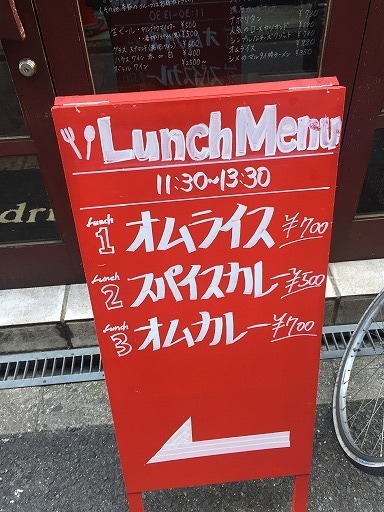 Lunch Menu
11:30~13:30
Lunch 1 オムライス ¥700
Lunch 2 スパイスカレー ¥500
Lunch 3 オムカレー ¥700
dri